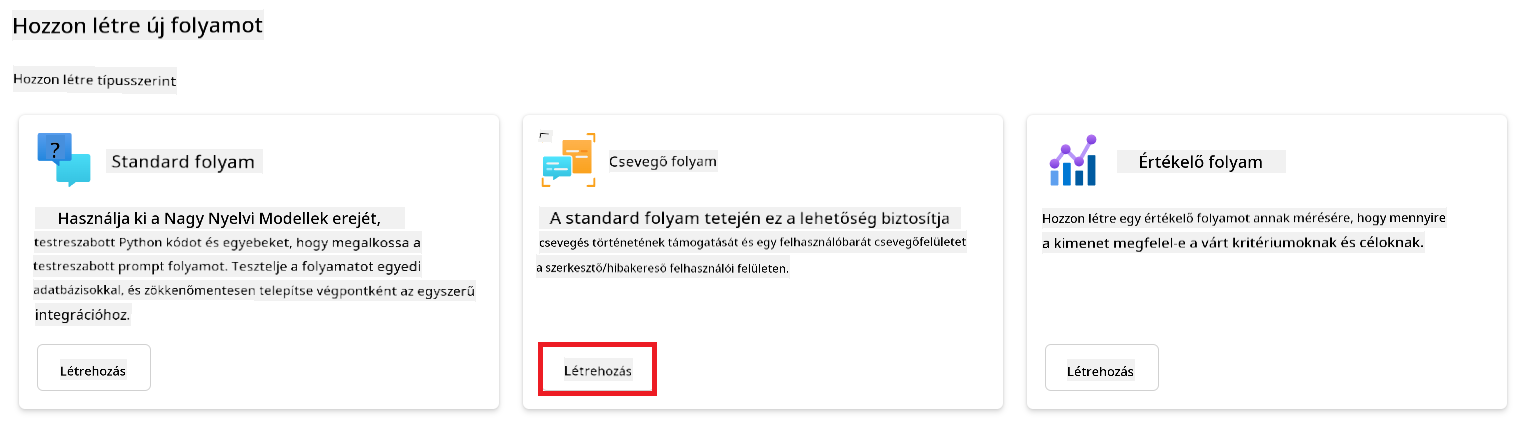 Hozzon létre új folyamot
Hozzon létre típusszerint
?
Standard folyam
Használja ki a Nagy Nyelvi Modellek erejét,
testreszabott Python kódot és egyebeket, hogy megalkossa a
testreszabott prompt folyamot. Tesztelje a folyamatot egyedi
adatbázisokkal, és zökkenőmentesen telepítse végpontként az egyszerű
integrációhoz.
Létrehozás
Csevegő folyam
A standard folyam tetején ez a lehetőség biztosítja
csevegés történetének támogatását és egy felhasználóbarát csevegőfelületet
a szerkesztő/hibakereső felhasználói felületen.
Létrehozás
Értékelő folyam
Hozzon létre egy értékelő folyamot annak mérésére, hogy mennyire
a kimenet megfelel-e a várt kritériumoknak és céloknak.
Létrehozás